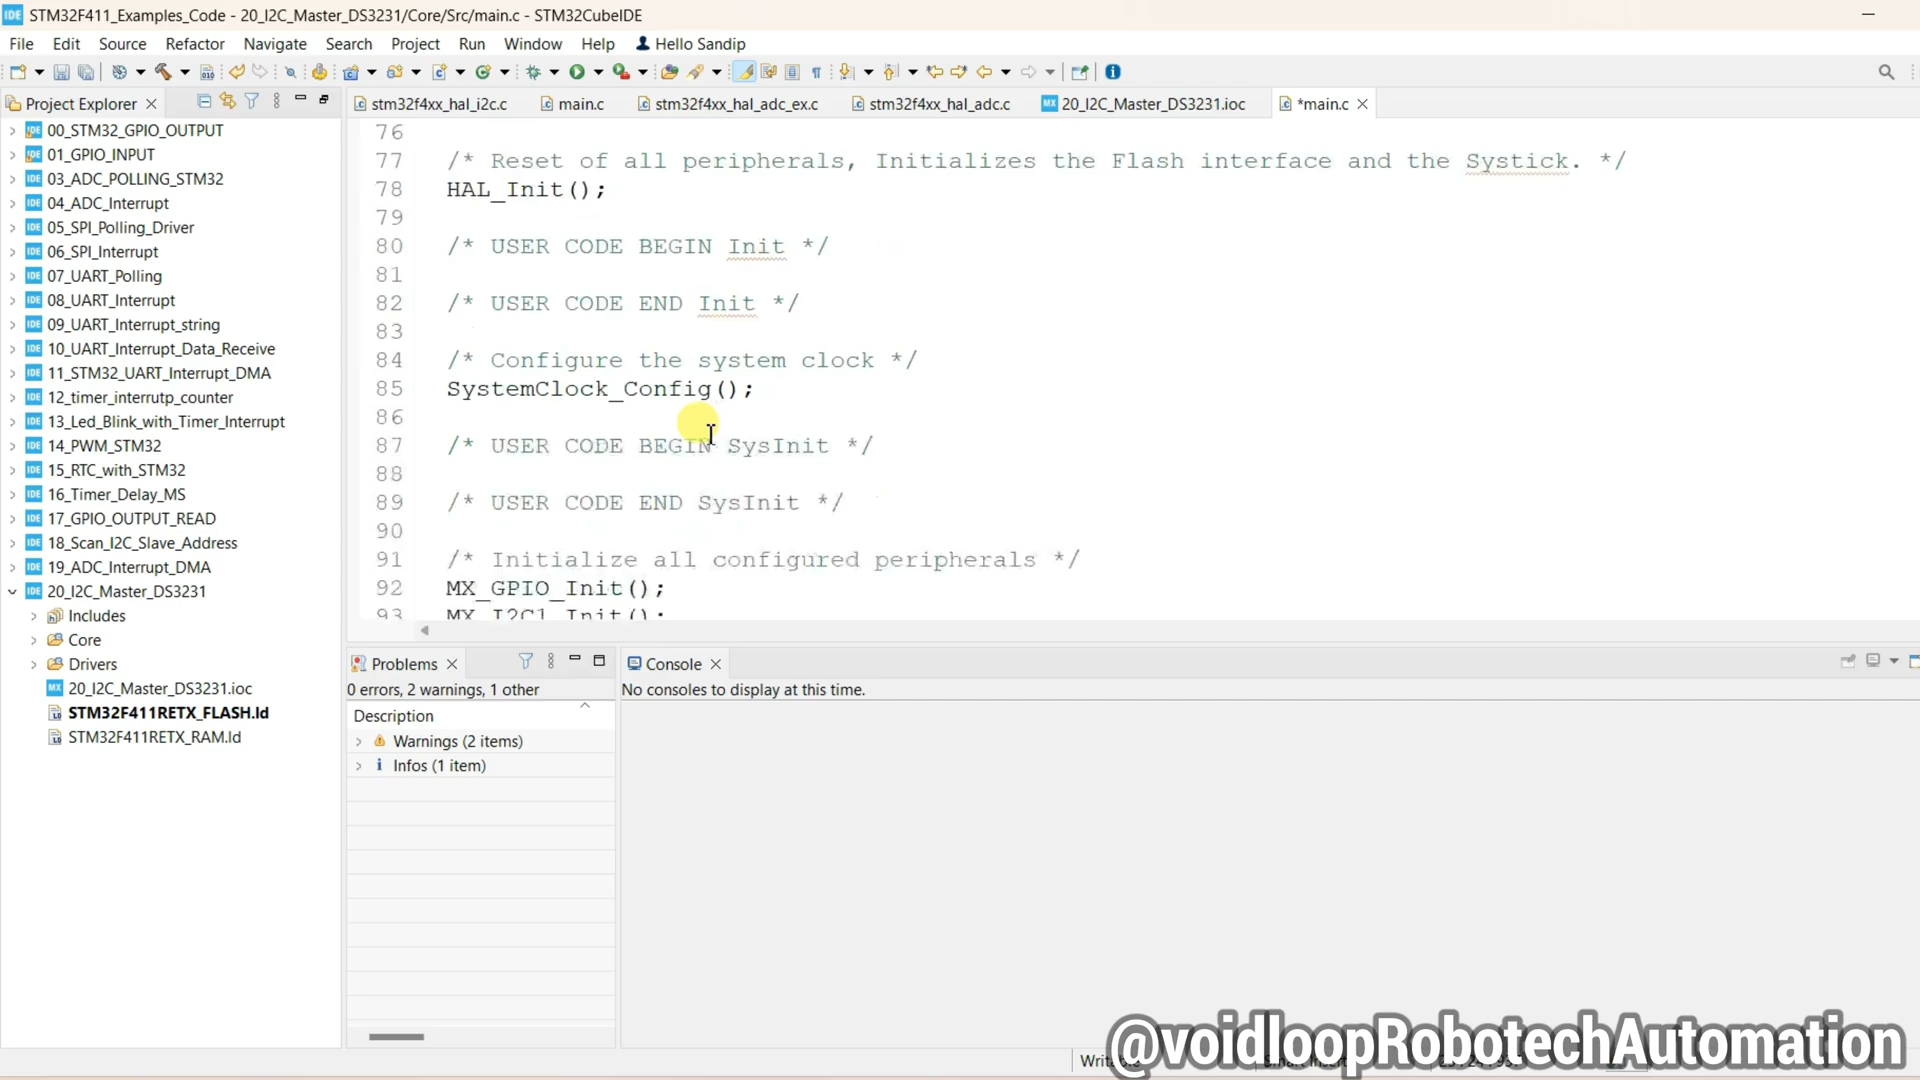 STM32F411_Examples_Code - 20_I2C_Master_DS3231/Core/Src/main.c - STM32CubeIDE
File Edit Source Refactor Navigate Search Project Run Window Help Hello Sandip
Project Explorer
stm32f4xx_hal_i2c.c main.c stm32f4xx_hal_adc_ex.c stm32f4xx_hal_adc.c 20_I2C_Master_DS3231.ioc *main.c
00_STM32_GPIO_OUTPUT
01_GPIO_INPUT
03_ADC_POLLING_STM32
04_ADC_Interrupt
05_SPI_Polling_Driver
06_SPI_Interrupt
07_UART_Polling
08_UART_Interrupt
09_UART_Interrupt_string
10_UART_Interrupt_Data_Receive
11_STM32_UART_Interrupt_DMA
12_timer_interrutp_counter
13_Led_Blink_with_Timer_Interrupt
14_PWM_STM32
15_RTC_with_STM32
16_Timer_Delay_MS
17_GPIO_OUTPUT_READ
18_Scan_I2C_Slave_Address
19_ADC_Interrupt_DMA
20_I2C_Master_DS3231
Includes
Core
Drivers
20_I2C_Master_DS3231.ioc
STM32F411RETX_FLASH.ld
STM32F411RETX_RAM.ld
76
77 /* Reset of all peripherals, Initializes the Flash interface and the Systick. */
78 HAL_Init();
79
80 /* USER CODE BEGIN Init */
81
82 /* USER CODE END Init */
83
84 /* Configure the system clock */
85 SystemClock_Config();
86
87 /* USER CODE BEGIN SysInit */
88
89 /* USER CODE END SysInit */
90
91 /* Initialize all configured peripherals */
92 MX_GPIO_Init();
93 MX_I2C1_Init();
Problems
0 errors, 2 warnings, 1 other
Description
Warnings (2 items)
Infos (1 item)
Console
No consoles to display at this time.
@voidloopRobotechAutomation